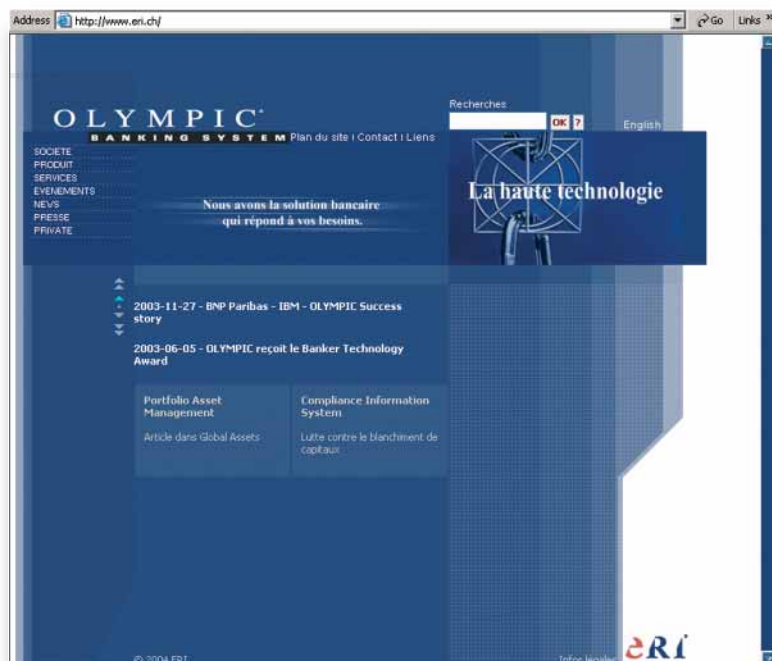 Address http://www.eri.ch/ Go Links »
Recherches
OK ?
English
OLYMPIC
BANKING SYSTEM
Plan du site | Contact | Liens
SOCIETE
PRODUIT
SERVICES
EVENEMENTS
NEWS
PRESSE
PRIVATE
Nous avons la solution bancaire
qui répond à vos besoins.
La haute technologie
2003-11-27 - BNP Paribas - IBM - OLYMPIC Success
story
2003-06-05 - OLYMPIC reçoit le Banker Technology
Award
Portfolio Asset
Management
Article dans Global Assets
Compliance Information
System
Lutte contre le blanchiment de
capitaux
© 2004 ERI
Infos légales
eRI